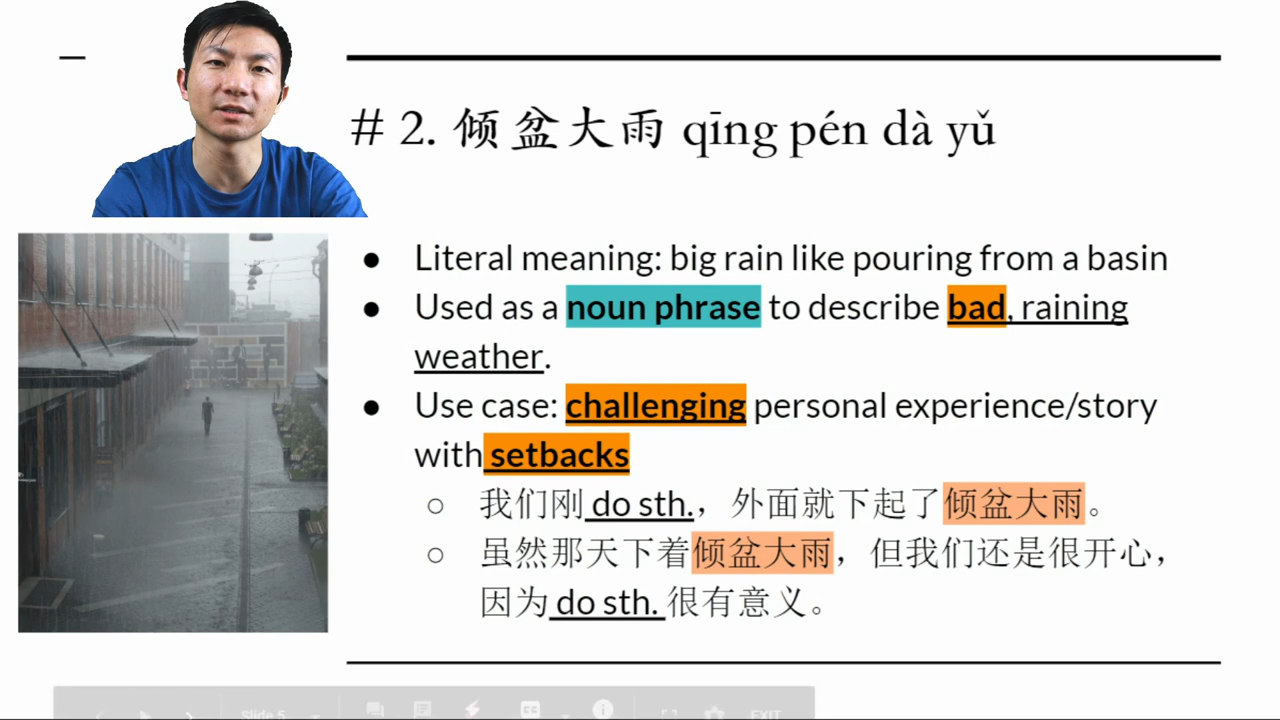 # 2. 倾盆大雨 qīng pén dà yǔ
● Literal meaning: big rain like pouring from a basin
● Used as a noun phrase to describe bad, raining
weather.
● Use case: challenging personal experience/story
with setbacks
○ 我们刚 do sth.，外面就下起了倾盆大雨。
○ 虽然那天下着倾盆大雨，但我们还是很开心，
因为 do sth. 很有意义。
Slide 5
EXIT